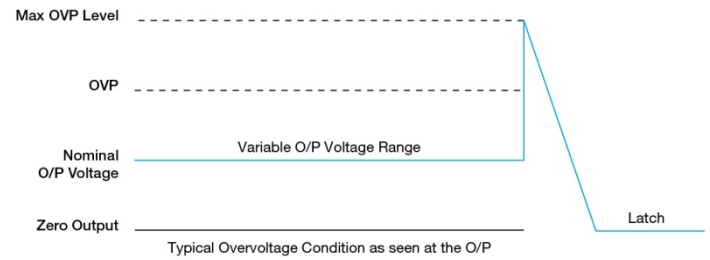 Max OVP Level
OVP
Variable O/P Voltage Range
Nominal
O/P Voltage
Zero Output
Latch
Typical Overvoltage Condition as seen at the O/P